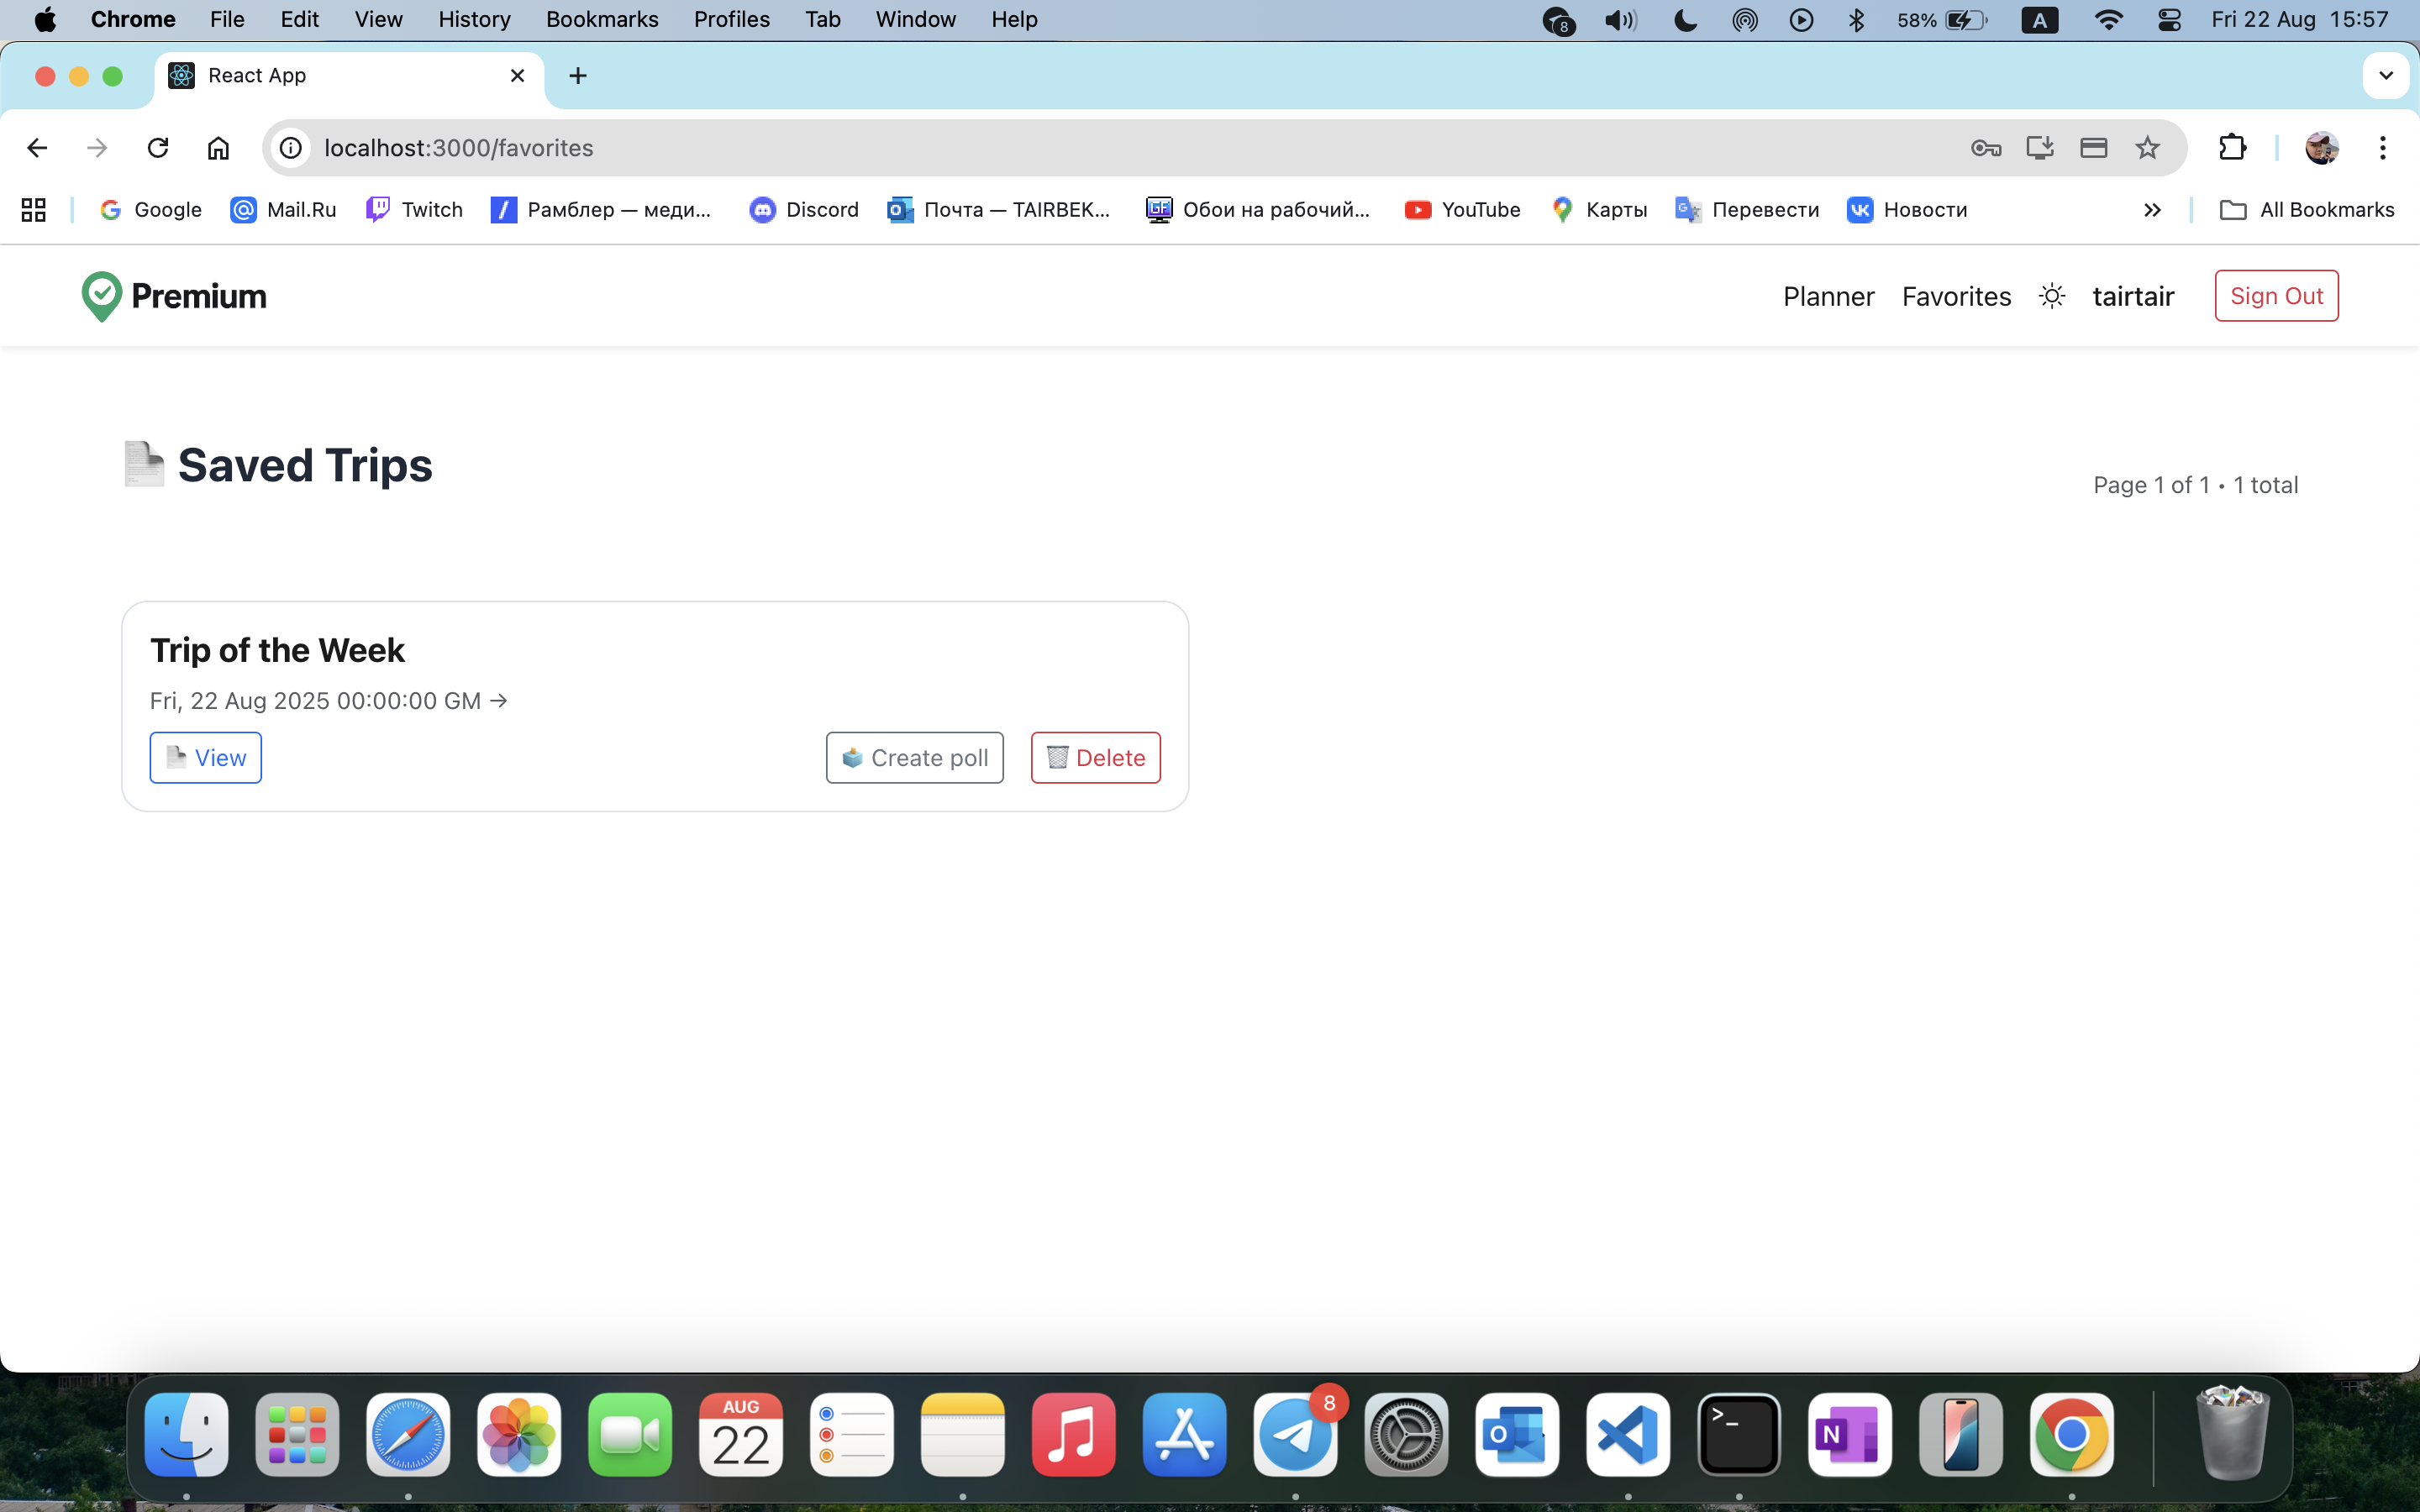 Chrome File Edit View History Bookmarks Profiles Tab Window Help 8 58% A Fri 22 Aug 15:57
React App
localhost:3000/favorites
Google Mail.Ru Twitch Рамблер — меди... Discord Почта — TAIRBEK... GF Обои на рабочий... YouTube Карты Перевести Новости All Bookmarks
Premium Planner Favorites tairtair Sign Out
Saved Trips
Page 1 of 1 • 1 total
Trip of the Week
Fri, 22 Aug 2025 00:00:00 GM →
View Create poll Delete
AUG 8
22 O >_ N